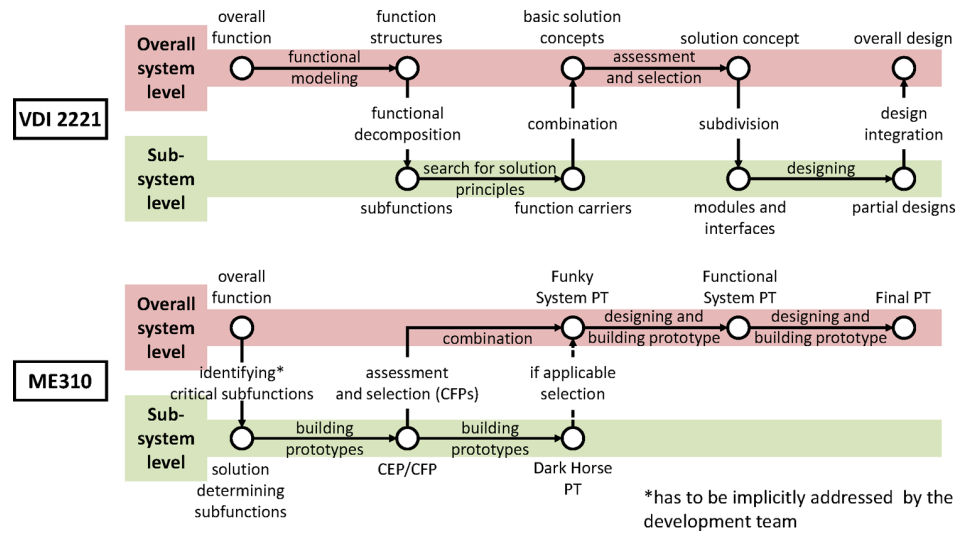 VDI 2221
Overall
system
level
overall
function
function
structures
basic solution
concepts
solution concept
overall design
functional
modeling
assessment
and selection
functional
decomposition
combination
subdivision
design
integration
Sub-
system
level
search for solution
principles
designing
subfunctions
function carriers
modules and
interfaces
partial designs
ME310
Overall
system
level
overall
function
Funky
System PT
Functional
System PT
Final PT
combination
designing and
building prototype
designing and
building prototype
identifying*
critical subfunctions
assessment
and selection (CFPs)
if applicable
selection
Sub-
system
level
building
prototypes
building
prototypes
solution
determining
subfunctions
CEP/CFP
Dark Horse
PT
*has to be implicitly addressed by the
development team